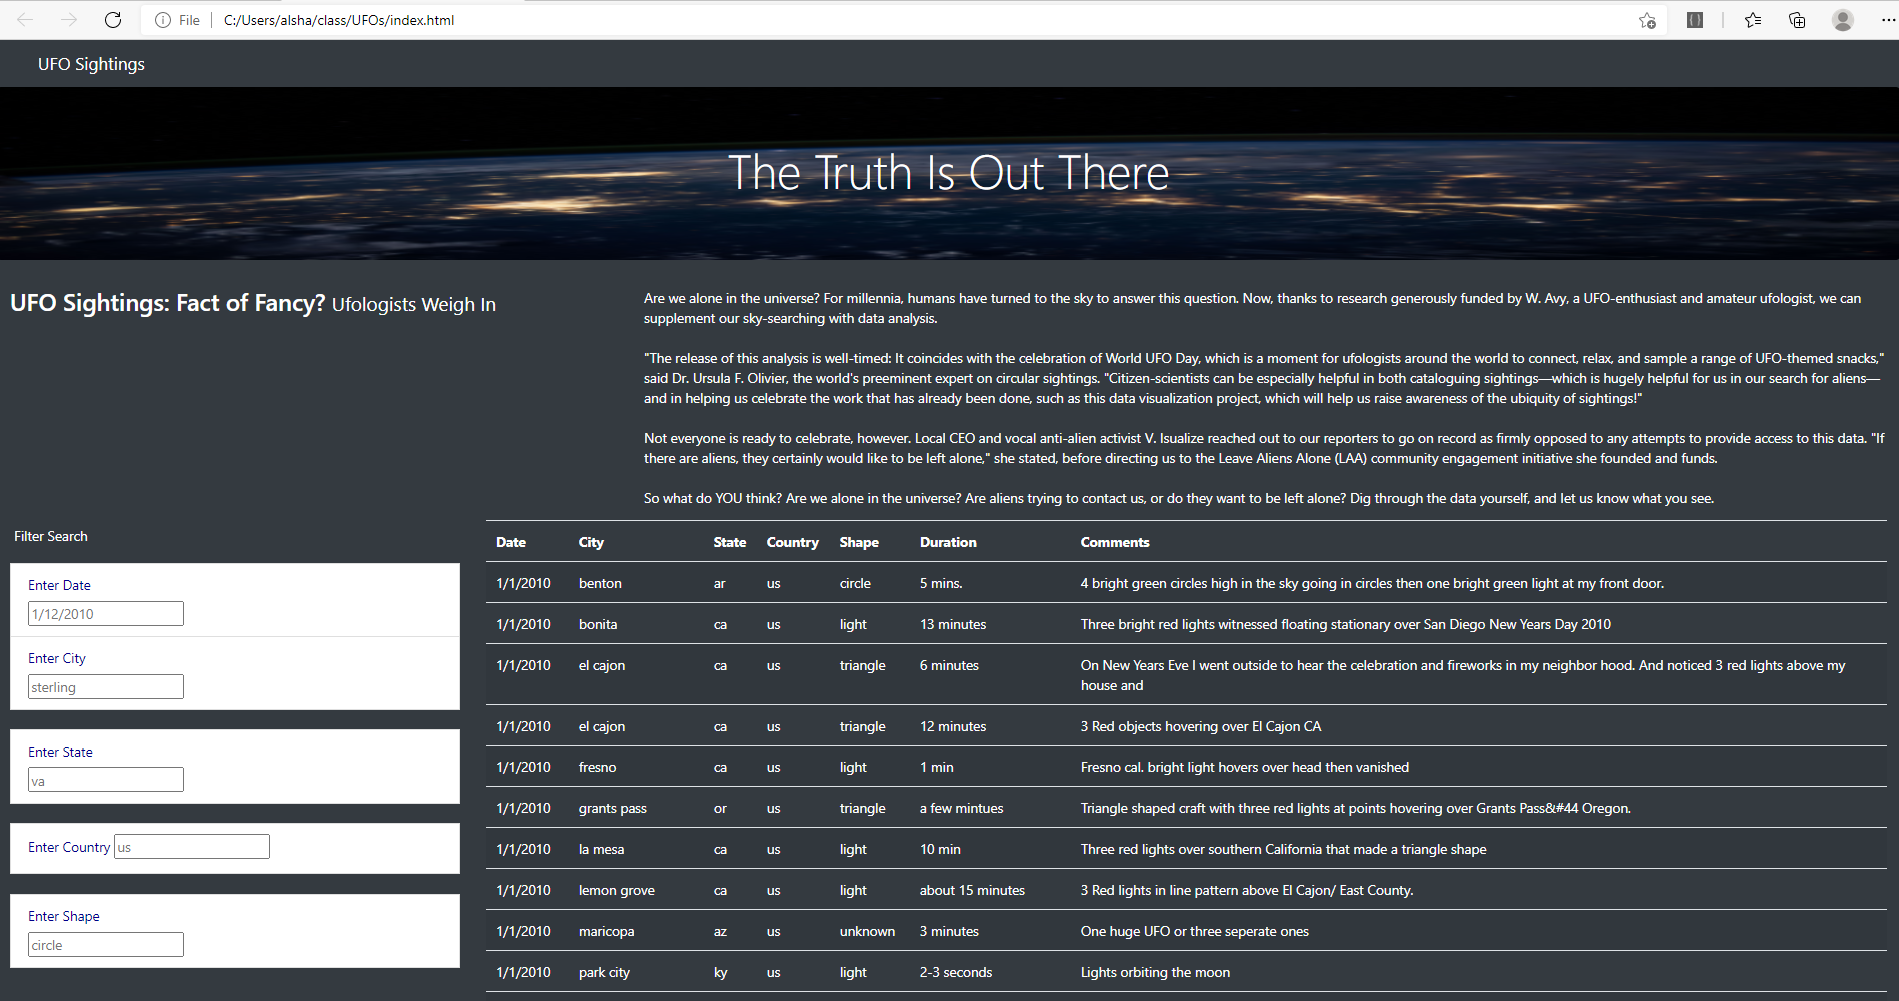 File
C:/Users/alsha/class/UFOs/index.html
UFO Sightings
The Truth Is Out There
UFO Sightings: Fact of Fancy? Ufologists Weigh In
Are we alone in the universe? For millennia, humans have turned to the sky to answer this question. Now, thanks to research generously funded by W. Avy, a UFO-enthusiast and amateur ufologist, we can
supplement our sky-searching with data analysis.
"The release of this analysis is well-timed: It coincides with the celebration of World UFO Day, which is a moment for ufologists around the world to connect, relax, and sample a range of UFO-themed snacks,"
said Dr. Ursula F. Olivier, the world's preeminent expert on circular sightings. "Citizen-scientists can be especially helpful in both cataloguing sightings—which is hugely helpful for us in our search for aliens—
and in helping us celebrate the work that has already been done, such as this data visualization project, which will help us raise awareness of the ubiquity of sightings!"
Not everyone is ready to celebrate, however. Local CEO and vocal anti-alien activist V. Isualize reached out to our reporters to go on record as firmly opposed to any attempts to provide access to this data. "If
there are aliens, they certainly would like to be left alone," she stated, before directing us to the Leave Aliens Alone (LAA) community engagement initiative she founded and funds.
So what do YOU think? Are we alone in the universe? Are aliens trying to contact us, or do they want to be left alone? Dig through the data yourself, and let us know what you see.
Filter Search
Enter Date
1/12/2010
Enter City
sterling
Enter State
va
Enter Country us
Enter Shape
circle
Date City State Country Shape Duration Comments
1/1/2010 benton ar us circle 5 mins. 4 bright green circles high in the sky going in circles then one bright green light at my front door.
1/1/2010 bonita ca us light 13 minutes Three bright red lights witnessed floating stationary over San Diego New Years Day 2010
1/1/2010 el cajon ca us triangle 6 minutes On New Years Eve I went outside to hear the celebration and fireworks in my neighbor hood. And noticed 3 red lights above my
house and
1/1/2010 el cajon ca us triangle 12 minutes 3 Red objects hovering over El Cajon CA
1/1/2010 fresno ca us light 1 min Fresno cal. bright light hovers over head then vanished
1/1/2010 grants pass or us triangle a few mintues Triangle shaped craft with three red lights at points hovering over Grants Pass&#44 Oregon.
1/1/2010 la mesa ca us light 10 min Three red lights over southern California that made a triangle shape
1/1/2010 lemon grove ca us light about 15 minutes 3 Red lights in line pattern above El Cajon/ East County.
1/1/2010 maricopa az us unknown 3 minutes One huge UFO or three seperate ones
1/1/2010 park city ky us light 2-3 seconds Lights orbiting the moon